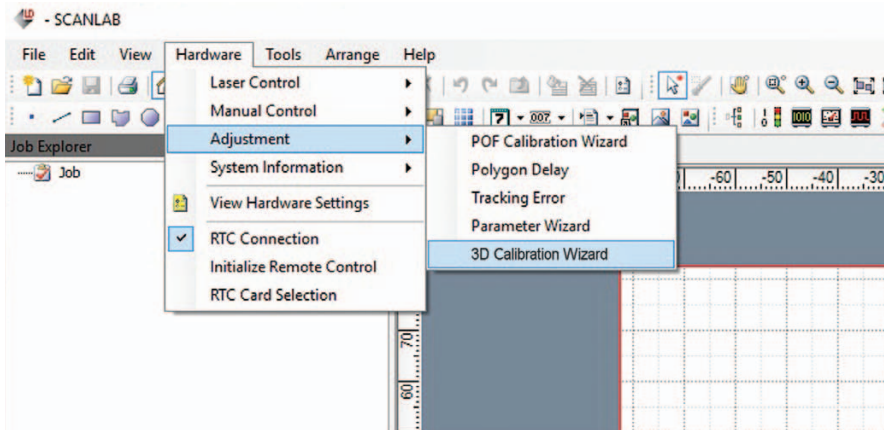 - SCANLAB
File Edit View Hardware Tools Arrange Help
Laser Control
Manual Control
Adjustment
System Information
View Hardware Settings
RTC Connection
Initialize Remote Control
RTC Card Selection
POF Calibration Wizard
Polygon Delay
Tracking Error
Parameter Wizard
3D Calibration Wizard
Job Explorer
Job
-60 -50 -40 -30
70
60